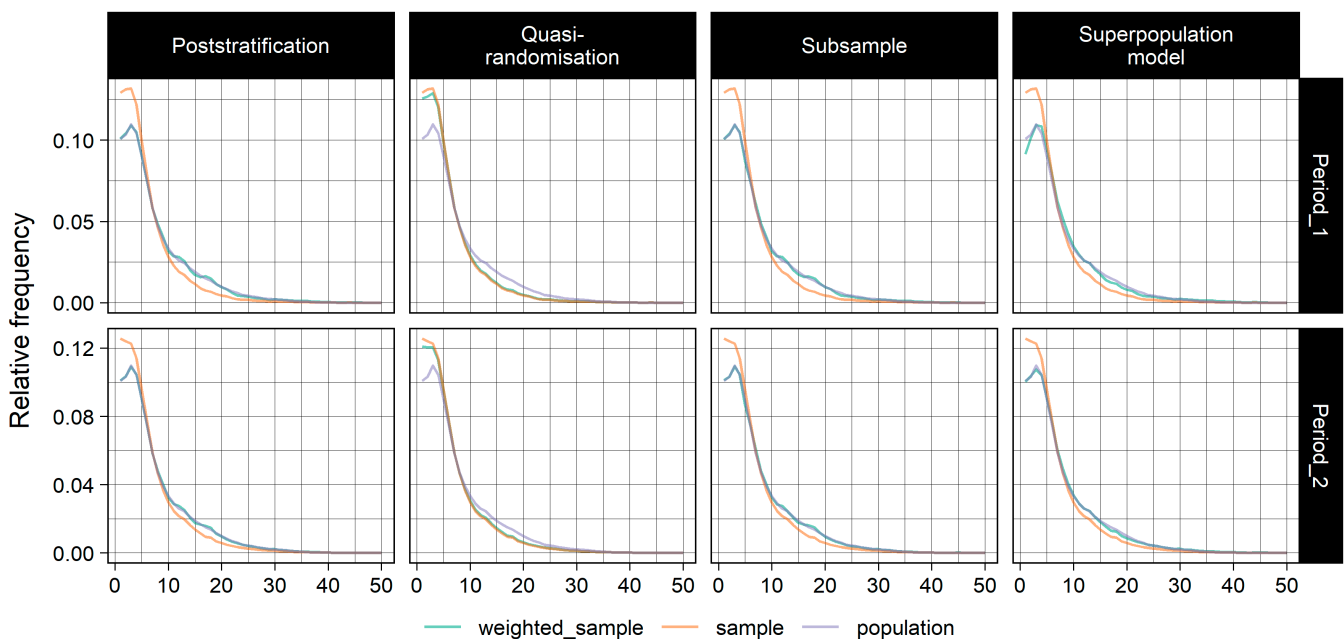 Poststratification
Quasi-
randomisation
Subsample
Superpopulation
model
Relative frequency
0.10
0.05
0.00
Period_1
0.12
0.08
0.04
0.00
Period_2
0 10 20 30 40 50
0 10 20 30 40 50
0 10 20 30 40 50
0 10 20 30 40 50
weighted_sample sample population